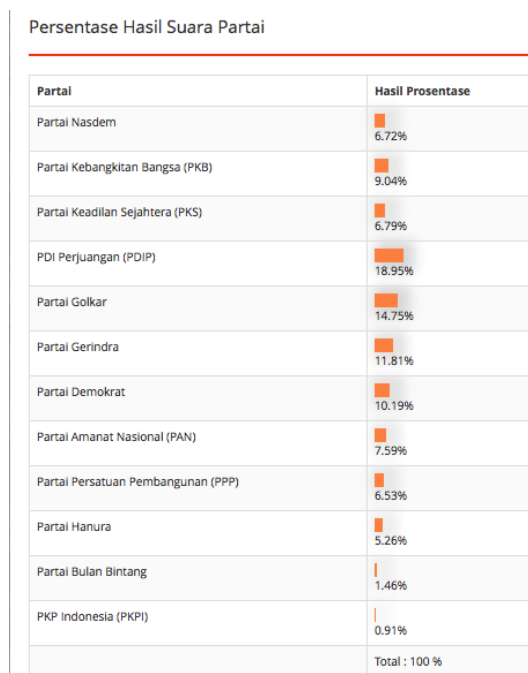 Persentase Hasil Suara Partai
Partai Hasil Prosentase
Partai Nasdem 6.72%
Partai Kebangkitan Bangsa (PKB) 9.04%
Partai Keadilan Sejahtera (PKS) 6.79%
PDI Perjuangan (PDIP) 18.95%
Partai Golkar 14.75%
Partai Gerindra 11.81%
Partai Demokrat 10.19%
Partai Amanat Nasional (PAN) 7.59%
Partai Persatuan Pembangunan (PPP) 6.53%
Partai Hanura 5.26%
Partai Bulan Bintang 1.46%
PKP Indonesia (PKPI) 0.91%
Total : 100 %